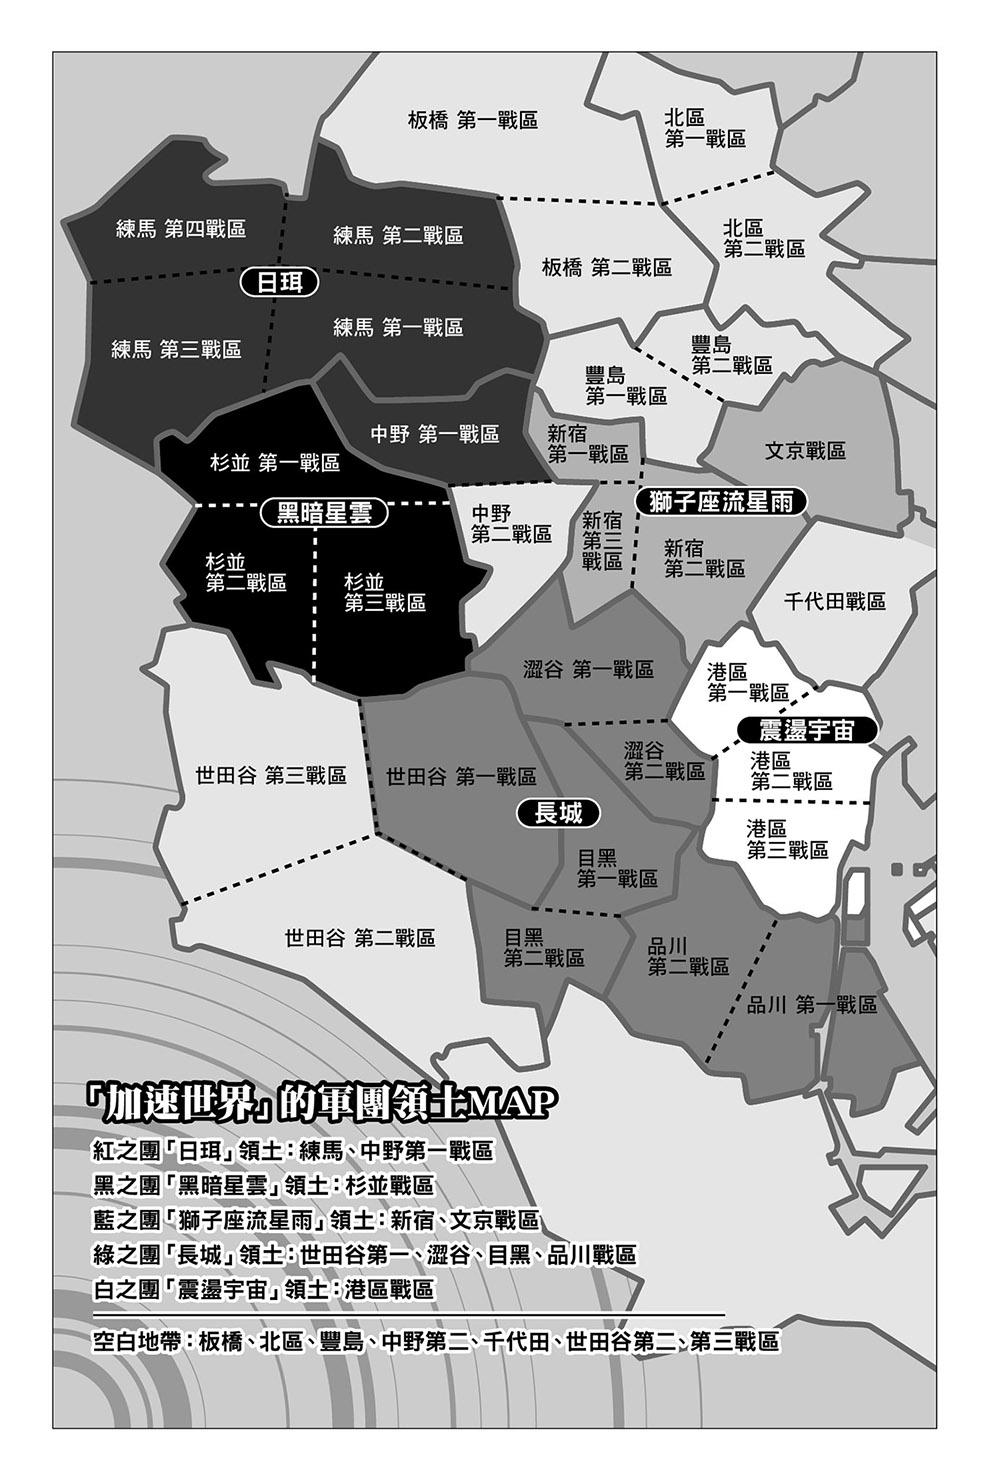 板橋 第一戰區
北區
第一戰區
練馬 第四戰區
練馬 第二戰區
北區
第二戰區
板橋 第二戰區
日珥
練馬 第三戰區
練馬 第一戰區
豐島
第二戰區
豐島
第一戰區
中野 第一戰區
新宿
第一戰區
文京戰區
杉並 第一戰區
獅子座流星雨
黑暗星雲
中野
第二戰區
新宿
第三
戰區
新宿
第二戰區
杉並
第二戰區
杉並
第三戰區
千代田戰區
澀谷 第一戰區
港區
第一戰區
震盪宇宙
澀谷
第二戰區
港區
第二戰區
世田谷 第三戰區
世田谷 第一戰區
長城
港區
第三戰區
目黑
第一戰區
世田谷 第二戰區
目黑
第二戰區
品川
第二戰區
品川 第一戰區
「加速世界」的軍團領土MAP
紅之團「日珥」領土：練馬、中野第一戰區
黑之團「黑暗星雲」領土：杉並戰區
藍之團「獅子座流星雨」領土：新宿、文京戰區
綠之團「長城」領土：世田谷第一、澀谷、目黑、品川戰區
白之團「震盪宇宙」領土：港區戰區
空白地帶：板橋、北區、豐島、中野第二、千代田、世田谷第二、第三戰區